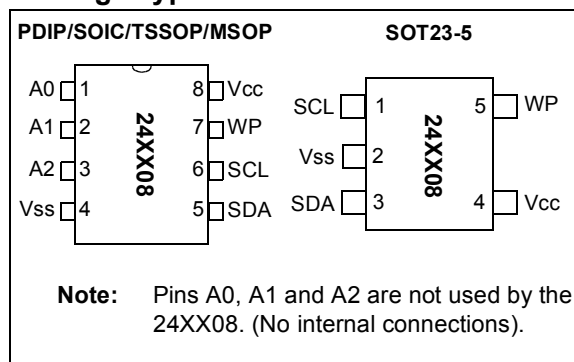 PDIP/SOIC/TSSOP/MSOP
A0 1
A1 2
A2 3
Vss 4
24XX08
8 Vcc
7 WP
6 SCL
5 SDA
SOT23-5
SCL 1
Vss 2
SDA 3
24XX08
5 WP
4 Vcc
Note: Pins A0, A1 and A2 are not used by the
24XX08. (No internal connections).